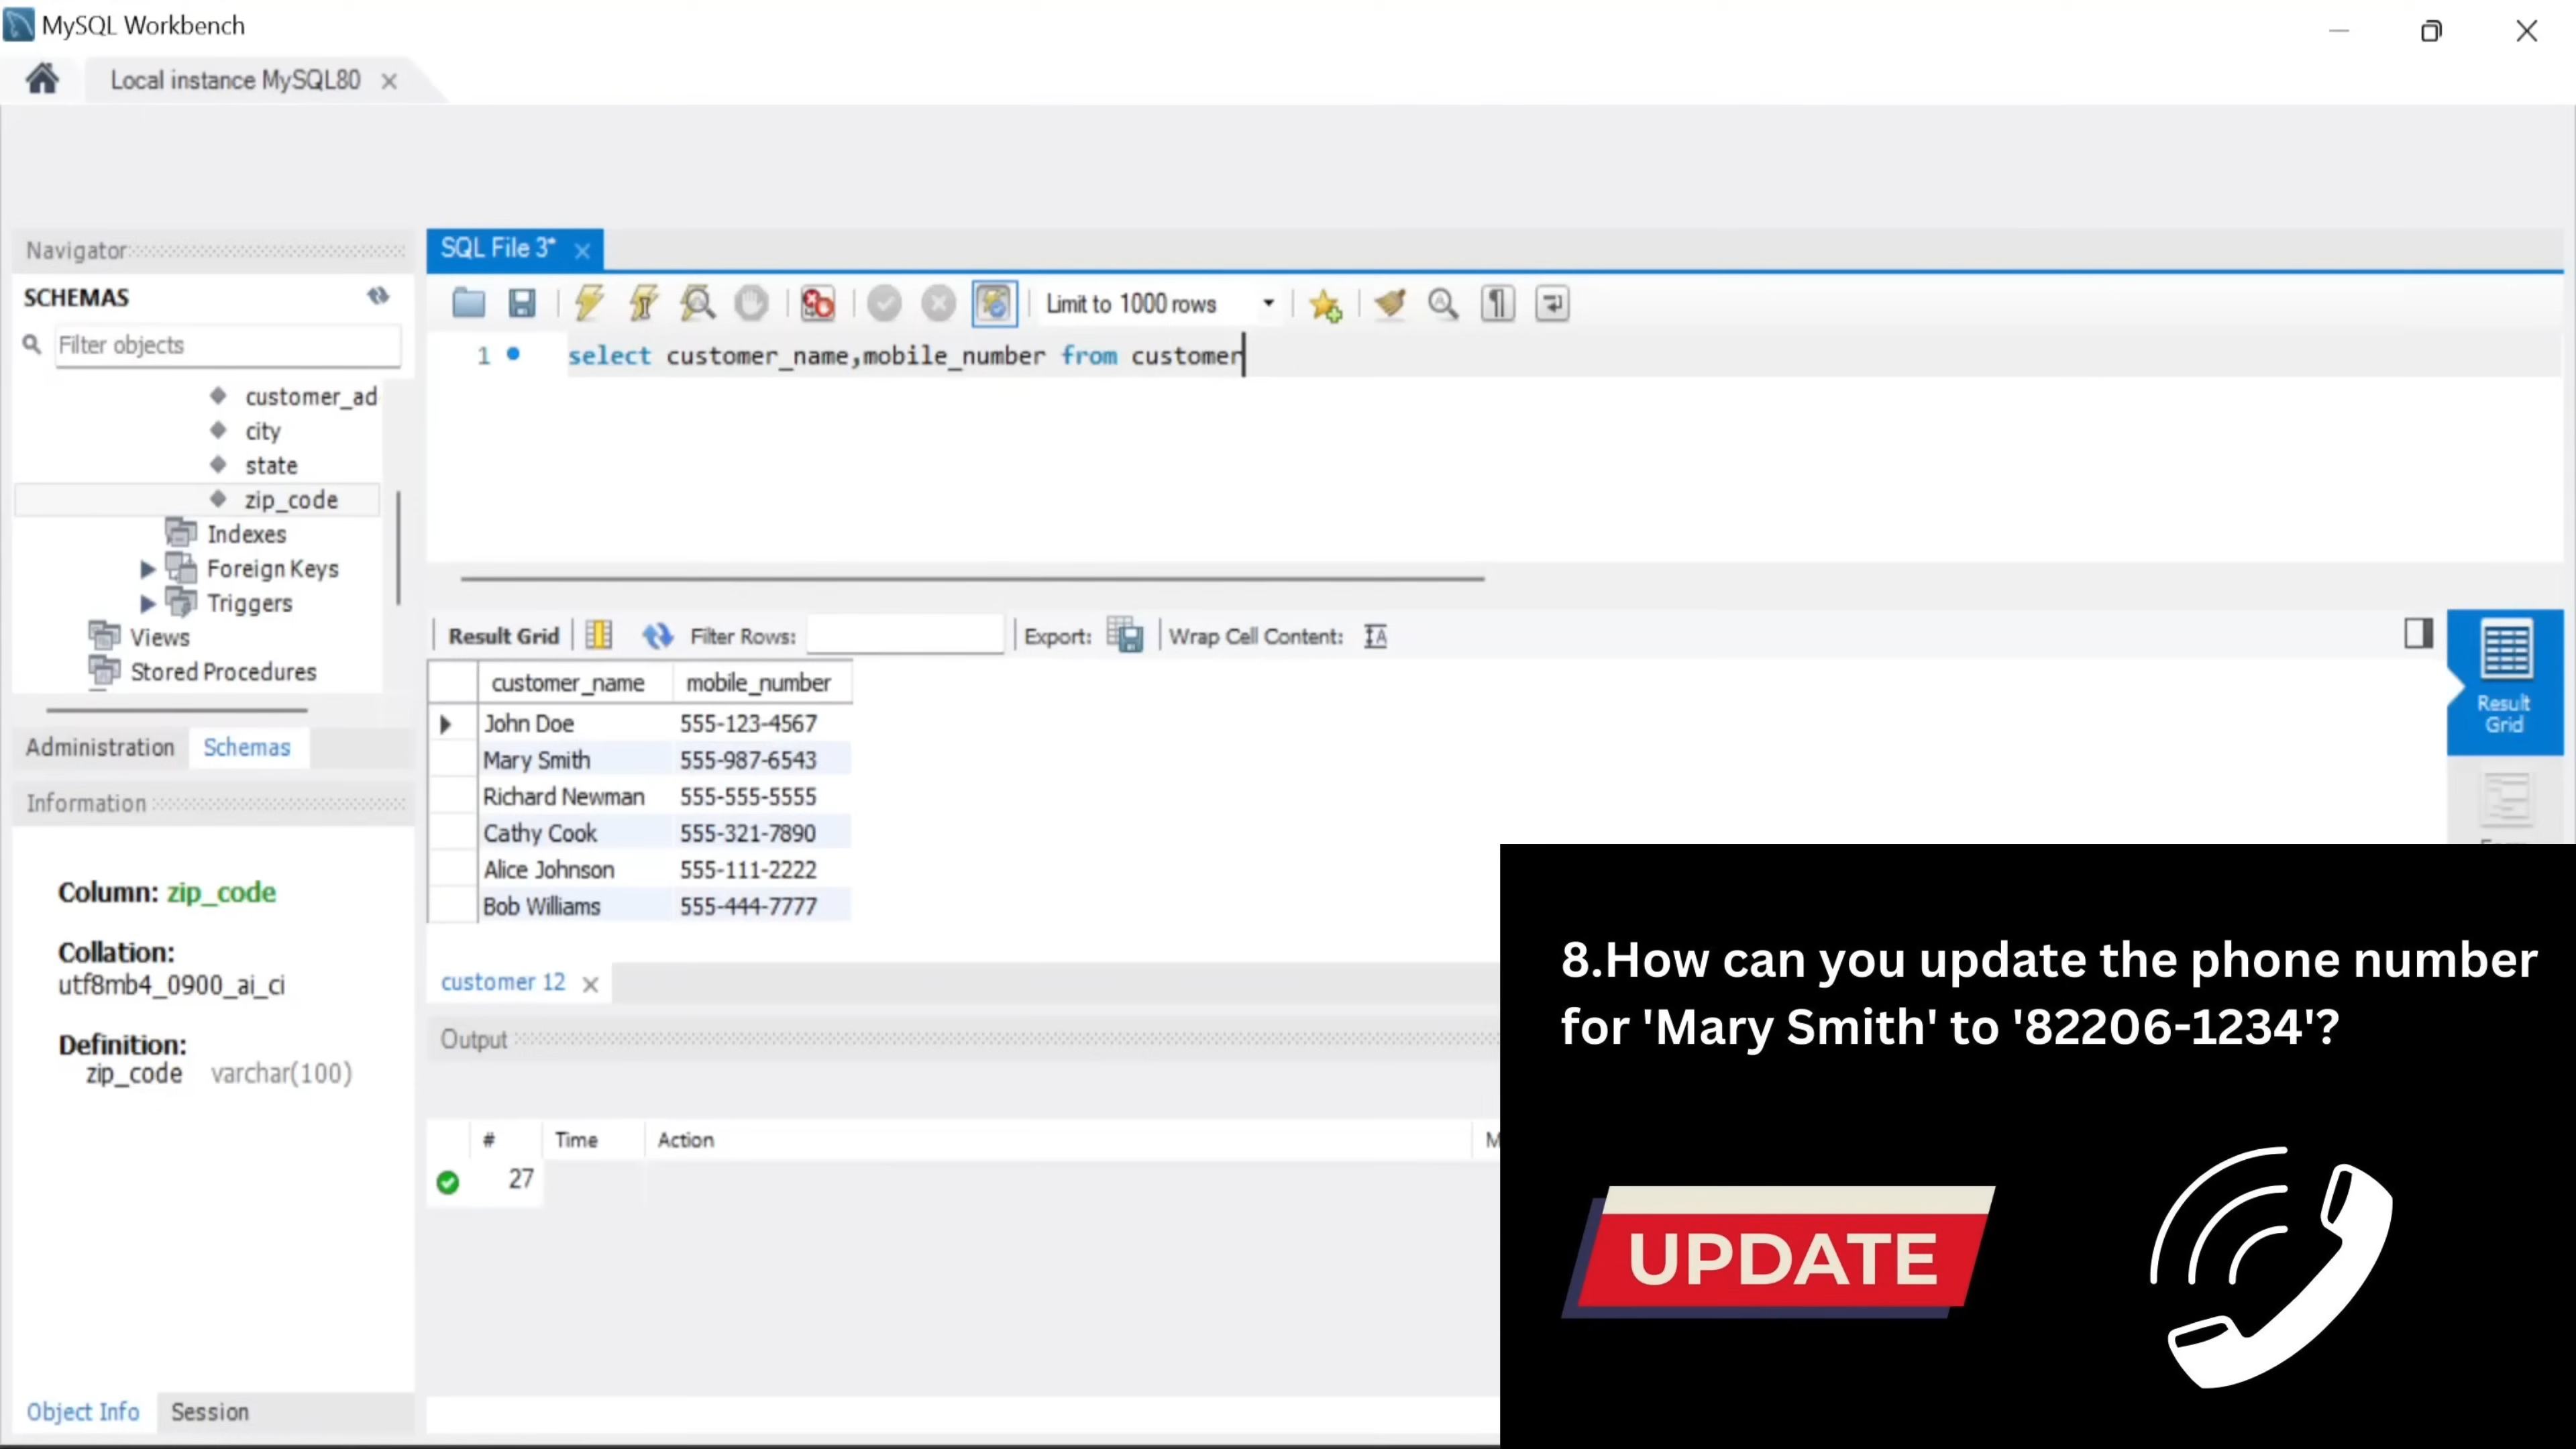 MySQL Workbench
Local instance MySQL80
Navigator
SCHEMAS
Filter objects
customer_ad
city
state
zip_code
Indexes
Foreign Keys
Triggers
Views
Stored Procedures
Administration Schemas
Information
Column: zip_code
Collation:
utf8mb4_0900_ai_ci
Definition:
zip_code varchar(100)
Object Info Session
SQL File 3*
Limit to 1000 rows
1 select customer_name,mobile_number from customer
Result Grid Filter Rows: Export: Wrap Cell Content:
customer_name mobile_number
John Doe 555-123-4567
Mary Smith 555-987-6543
Richard Newman 555-555-5555
Cathy Cook 555-321-7890
Alice Johnson 555-111-2222
Bob Williams 555-444-7777
Result
Grid
customer 12
Output
# Time Action M
27
8.How can you update the phone number
for 'Mary Smith' to '82206-1234'?
UPDATE